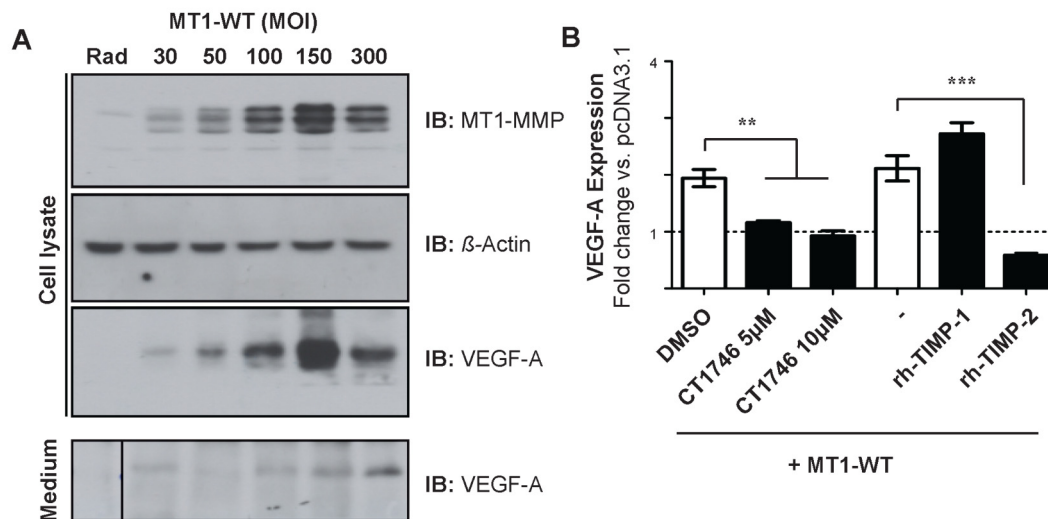 A
MT1-WT (MOI)
Rad 30 50 100 150 300
IB: MT1-MMP
IB: ß-Actin
IB: VEGF-A
Cell lysate
IB: VEGF-A
Medium
B
VEGF-A Expression
Fold change vs. pcDNA3.1
4
1
**
***
DMSO
CT1746 5µM
CT1746 10µM
-
rh-TIMP-1
rh-TIMP-2
+ MT1-WT